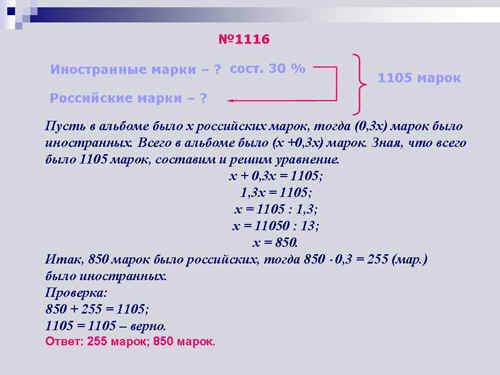 №1116
Иностранные марки – ? сост. 30 %
1105 марок
Российские марки – ?
Пусть в альбоме было х российских марок, тогда (0,3х) марок было
иностранных. Всего в альбоме было (х +0,3х) марок. Зная, что всего
было 1105 марок, составим и решим уравнение.
х + 0,3х = 1105;
1,3х = 1105;
х = 1105 : 1,3;
х = 11050 : 13;
х = 850.
Итак, 850 марок было российских, тогда 850 ·0,3 = 255 (мар.)
было иностранных.
Проверка:
850 + 255 = 1105;
1105 = 1105 – верно.
Ответ: 255 марок; 850 марок.